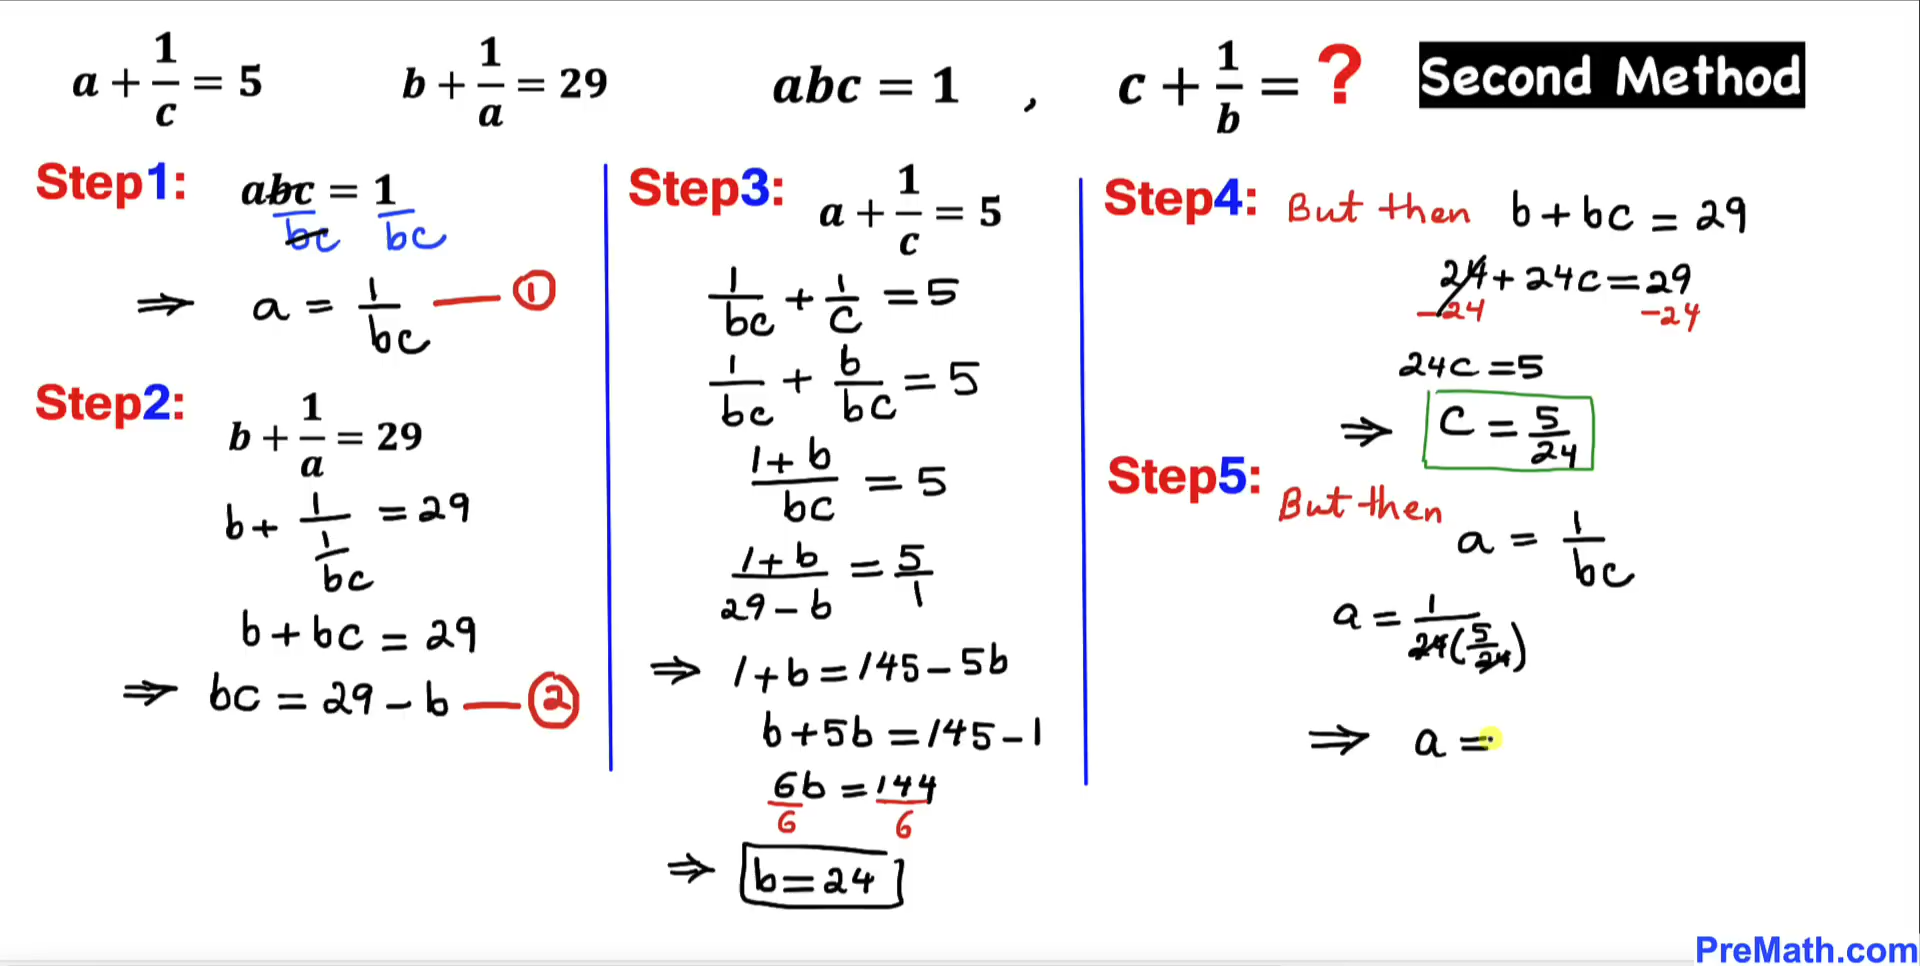 a + 1/c = 5    b + 1/a = 29    abc = 1 , c + 1/b = ? Second Method
Step1: abc = 1
bc bc
⇒ a = 1/bc — ①
Step2:
b + 1/a = 29
b + 1/(1/bc) = 29
b + bc = 29
⇒ bc = 29 - b — ②
Step3: a + 1/c = 5
1/bc + 1/c = 5
1/bc + b/bc = 5
(1+b)/bc = 5
(1+b)/(29-b) = 5/1
⇒ 1+b = 145 - 5b
b + 5b = 145 - 1
6b = 144
6 6
⇒ b = 24
Step4: But then b + bc = 29
24 + 24c = 29
-24 -24
24c = 5
⇒ c = 5/24
Step5: But then
a = 1/bc
a = 1/(24(5/24))
⇒ a =
PreMath.com